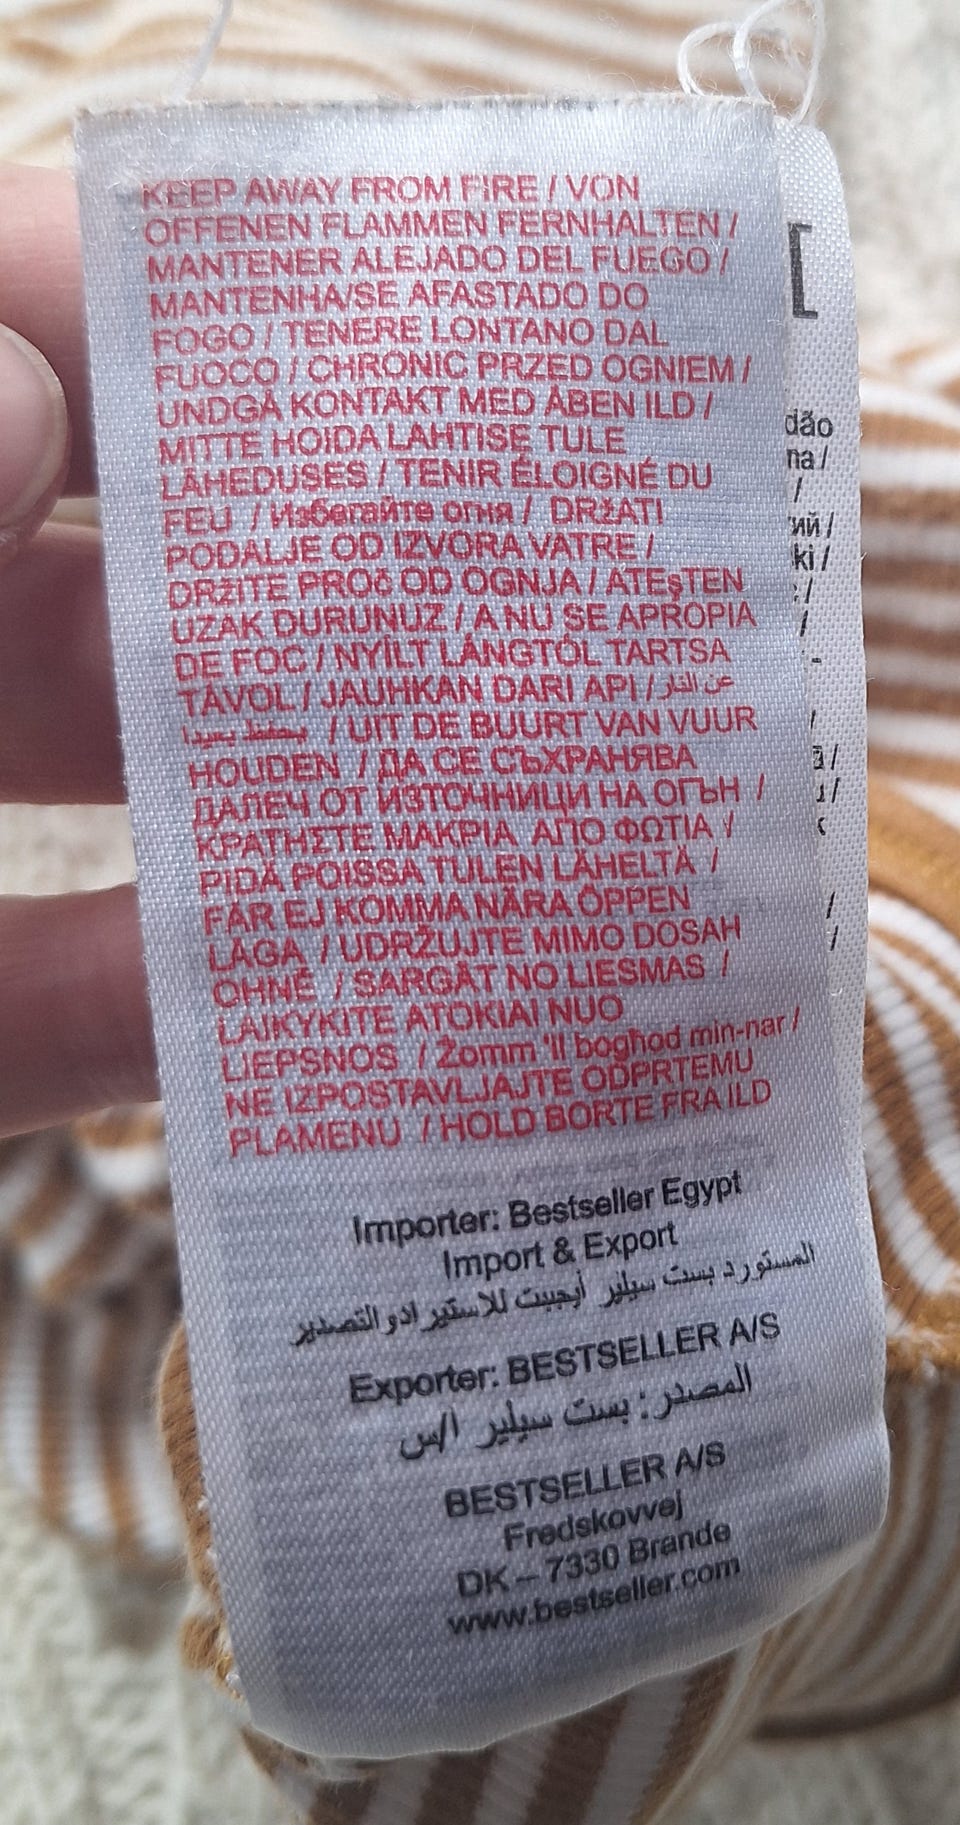 KEEP AWAY FROM FIRE / VON
OFFENEN FLAMMEN FERNHALTEN /
MANTENER ALEJADO DEL FUEGO /
MANTENHA/SE AFASTADO DO
FOGO / TENERE LONTANO DAL
FUOCO / CHRONIC PRZED OGNIEM /
UNDGÅ KONTAKT MED ÅBEN ILD /
MITTE HOIDA LAHTISE TULE
LÄHEDUSES / TENIR ÉLOIGNÉ DU
FEU / Избегайте огня / DRžATI
PODALJE OD IZVORA VATRE /
DRžITE PROč OD OGNJA / ATEşTEN
UZAK DURUNUZ / A NU SE APROPIA
DE FOC / NYÍLT LÁNGTÓL TARTSA
TÁVOL / JAUHKAN DARI API / عن النار
يحفظ بعيدا / UIT DE BUURT VAN VUUR
HOUDEN / ДА СЕ СЪХРАНЯВА
ДАЛЕЧ ОТ ИЗТОЧНИЦИ НА ОГЪН /
ΚΡΑΤΗΣΤΕ ΜΑΚΡΙΑ ΑΠΟ ΦΩΤΙΑ /
PIDÄ POISSA TULEN LÄHELTÄ /
FÅR EJ KOMMA NÄRA ÖPPEN
LÅGA / UDRŽUJTE MIMO DOSAH
OHNĚ / SARGĀT NO LIESMAS /
LAIKYKITE ATOKIAI NUO
LIEPSNOS / Żomm 'il bogħod min-nar /
NE IZPOSTAVLJAJTE ODPRTEMU
PLAMENU / HOLD BORTE FRA ILD
Importer: Bestseller Egypt
Import & Export
المستورد بست سيلير أيجيبت للاستير ادو التصدير
Exporter: BESTSELLER A/S
المصدر: بست سيلير ا/س
BESTSELLER A/S
Fredskovvej
DK – 7330 Brande
www.bestseller.com